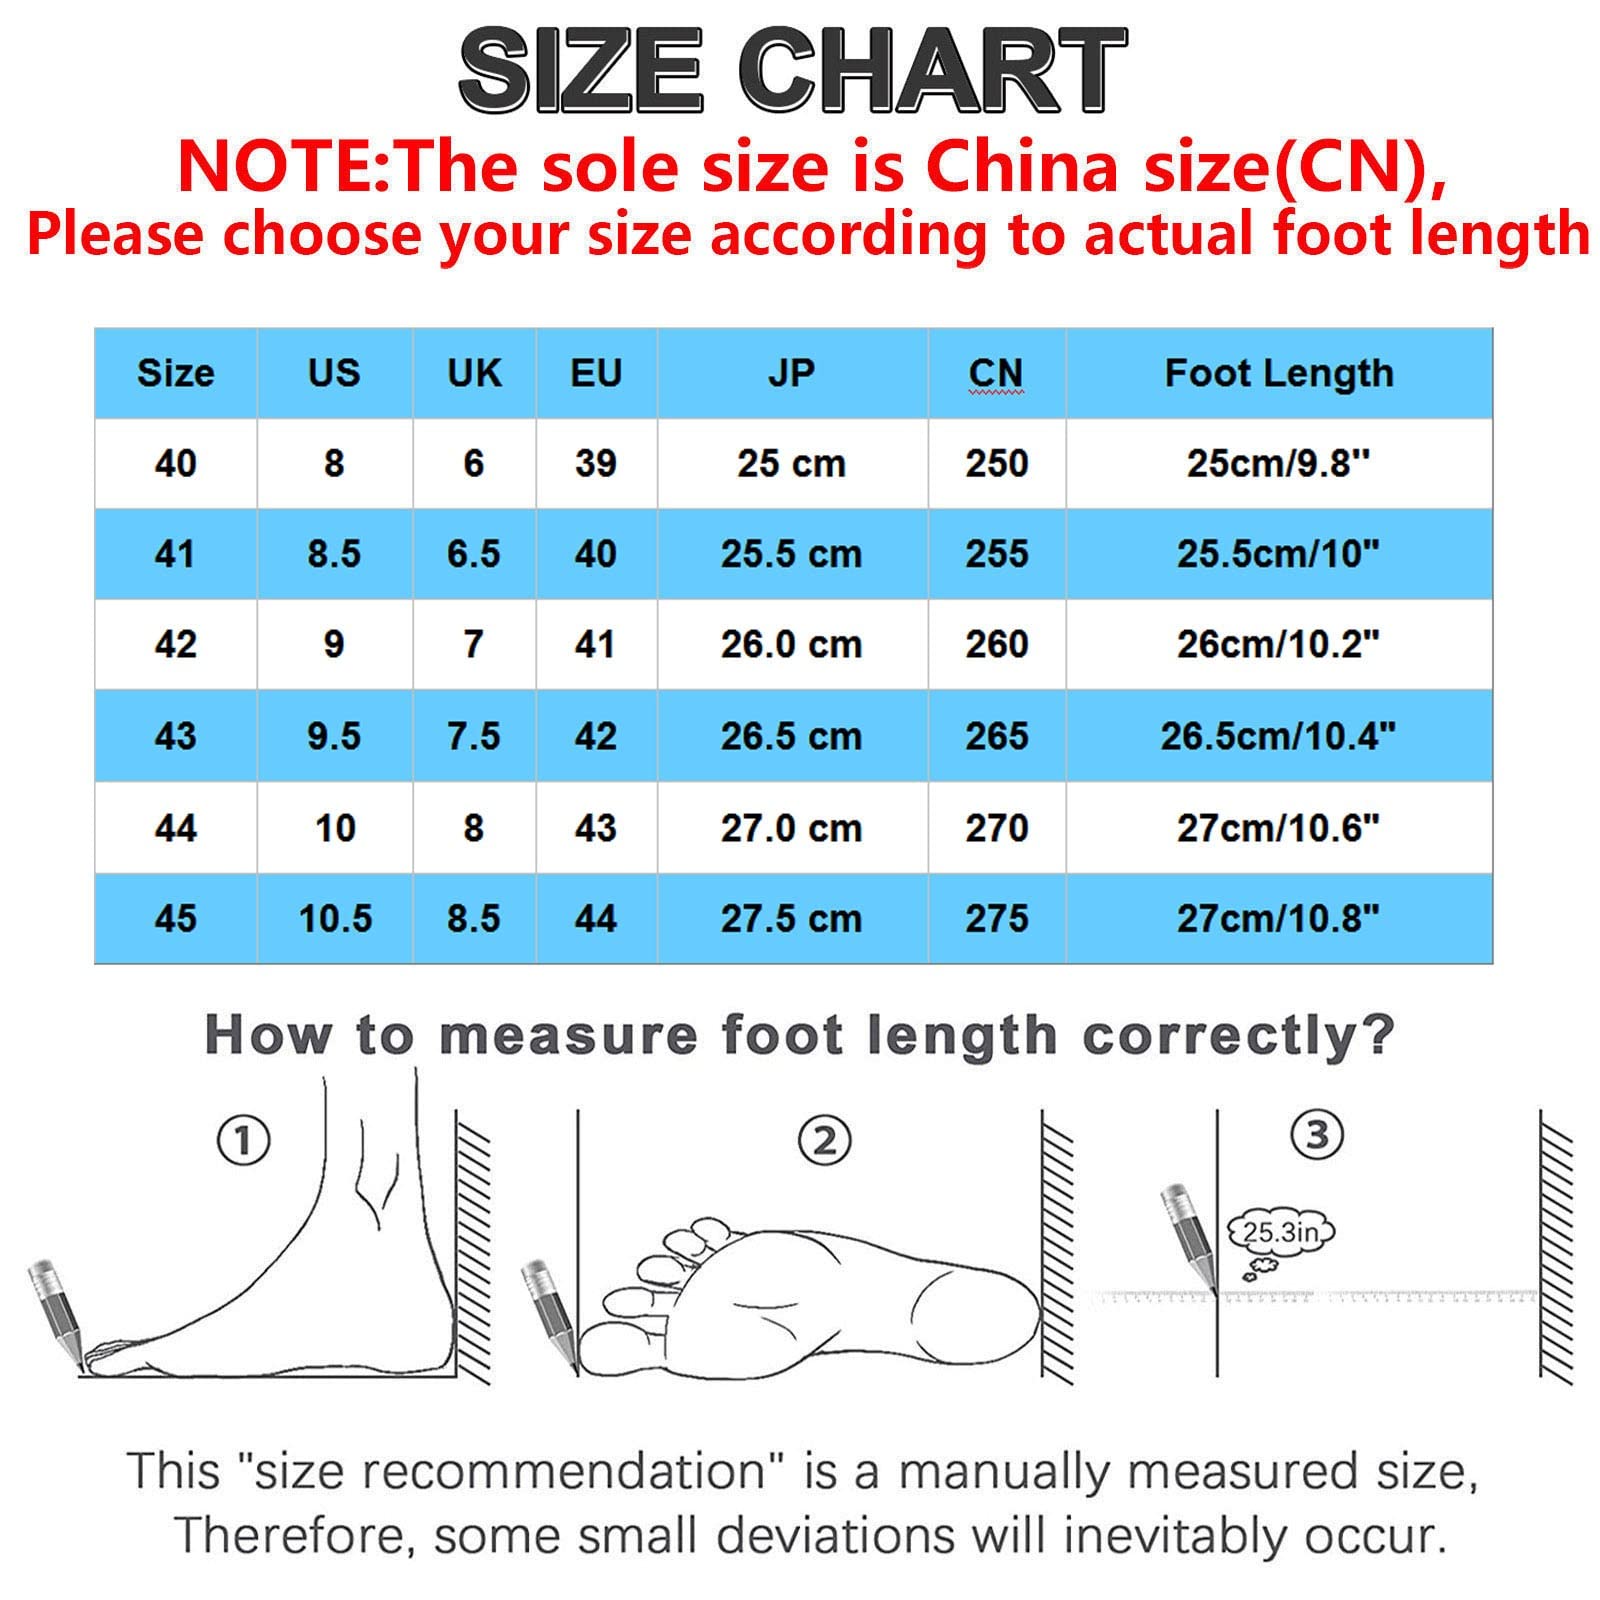 SIZE CHART
NOTE:The sole size is China size(CN),
Please choose your size according to actual foot length
Size US UK EU JP CN Foot Length
40 8 6 39 25 cm 250 25cm/9.8''
41 8.5 6.5 40 25.5 cm 255 25.5cm/10"
42 9 7 41 26.0 cm 260 26cm/10.2"
43 9.5 7.5 42 26.5 cm 265 26.5cm/10.4"
44 10 8 43 27.0 cm 270 27cm/10.6"
45 10.5 8.5 44 27.5 cm 275 27cm/10.8"
How to measure foot length correctly?
1 2 3
25.3in
This "size recommendation" is a manually measured size,
Therefore, some small deviations will inevitably occur.